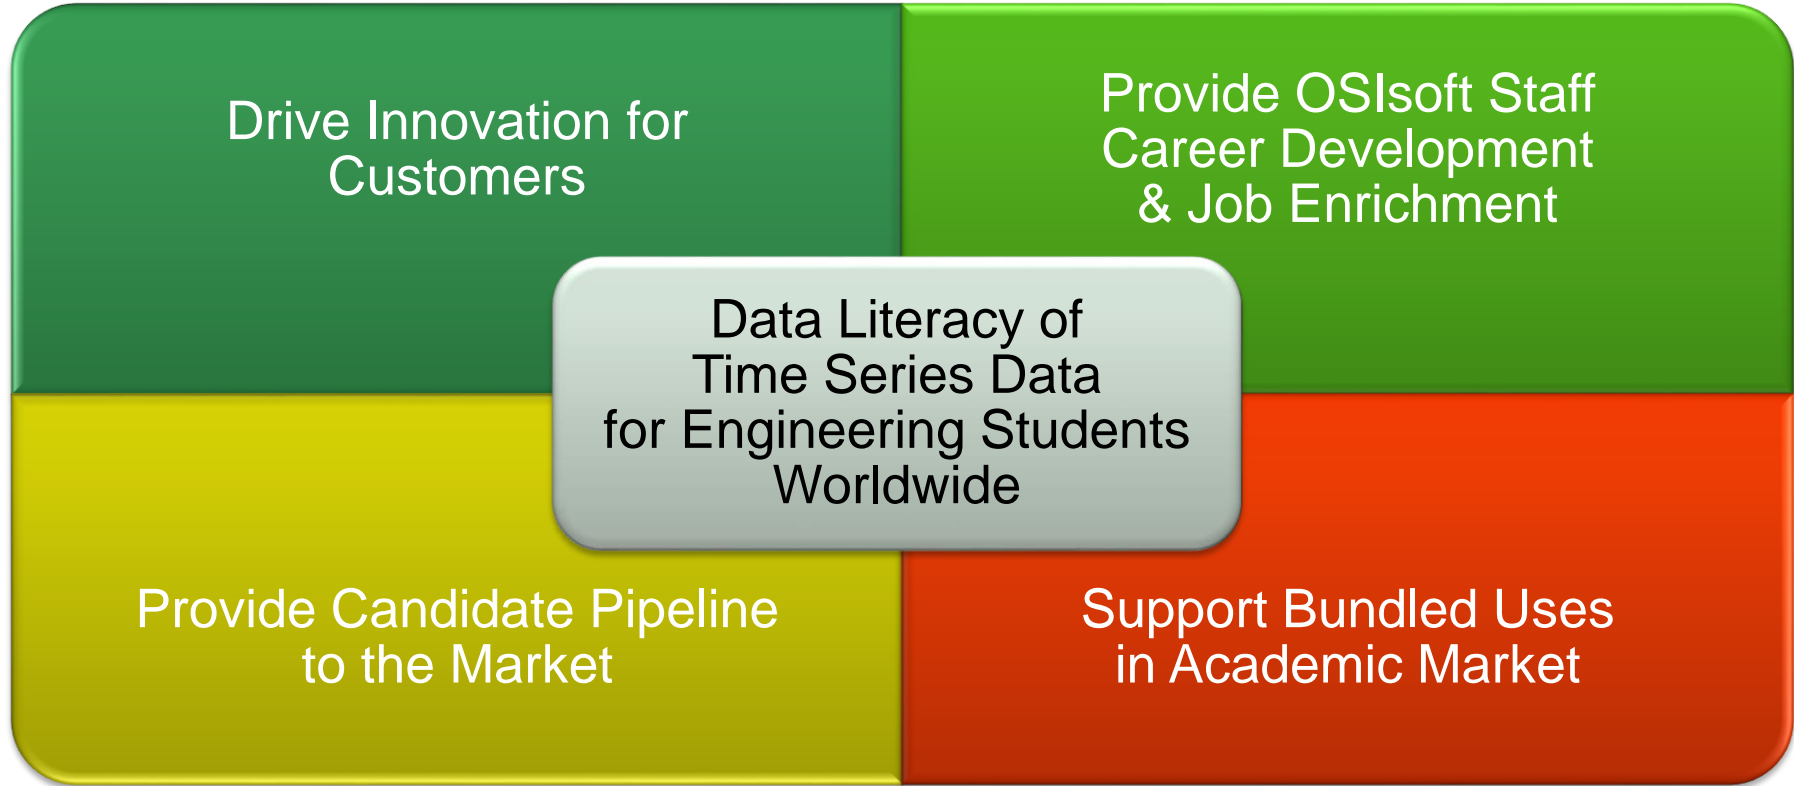 Drive Innovation for
Customers
Provide OSIsoft Staff
Career Development
& Job Enrichment
Data Literacy of
Time Series Data
for Engineering Students
Worldwide
Provide Candidate Pipeline
to the Market
Support Bundled Uses
in Academic Market